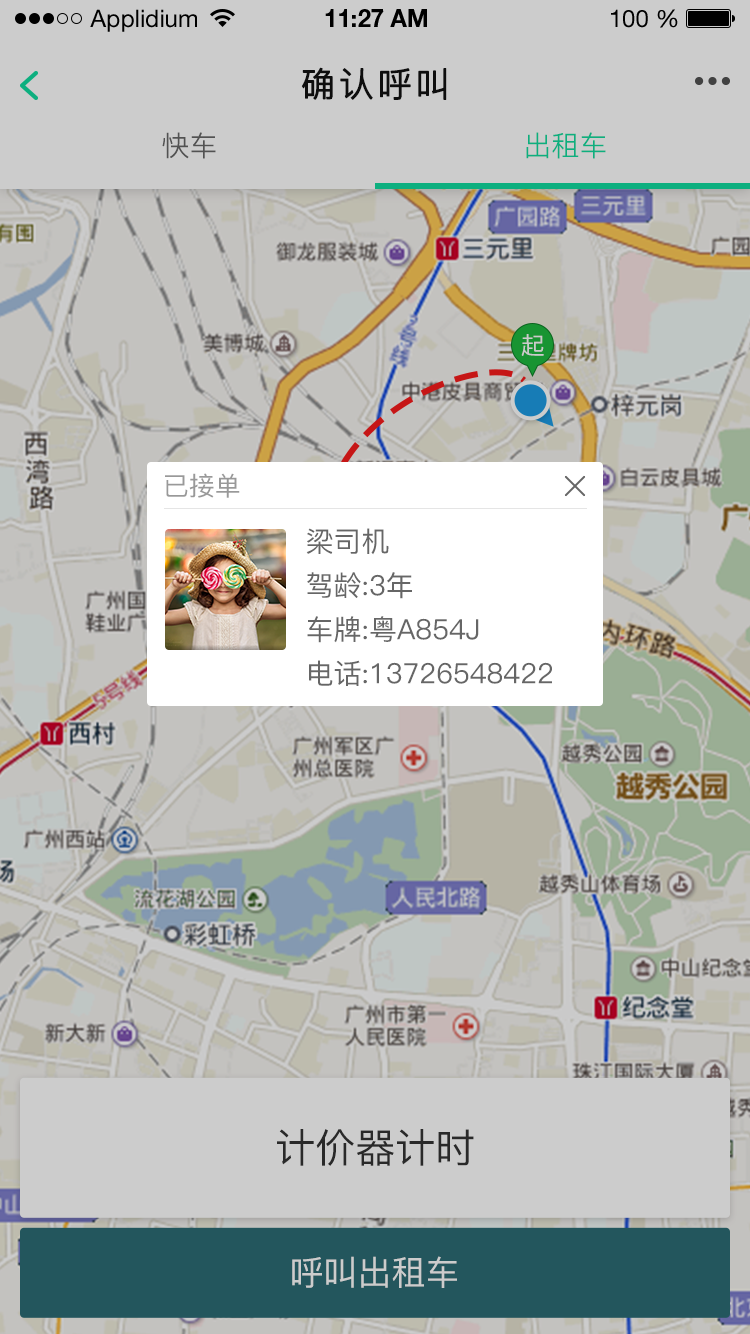 Applidium
11:27 AM
100 %
确认呼叫
快车
出租车
三元里
广园路
有围
御龙服装城
三元里
广园
美博城
起
牌坊
中港皮具商
梓元岗
西湾路
白云皮具城
已接单
梁司机
驾龄:3年
车牌:粤A854J
电话:13726548422
广州国
鞋业广
内环路
5号线
西村
广州军区广
州总医院
越秀公园
越秀公园
广州西站
场
流花湖公园
人民北路
越秀山体育场
彩虹桥
中山纪念堂
纪念堂
新大新
广州市第一
人民医院
珠江国际大厦
越秀
计价器计时
呼叫出租车